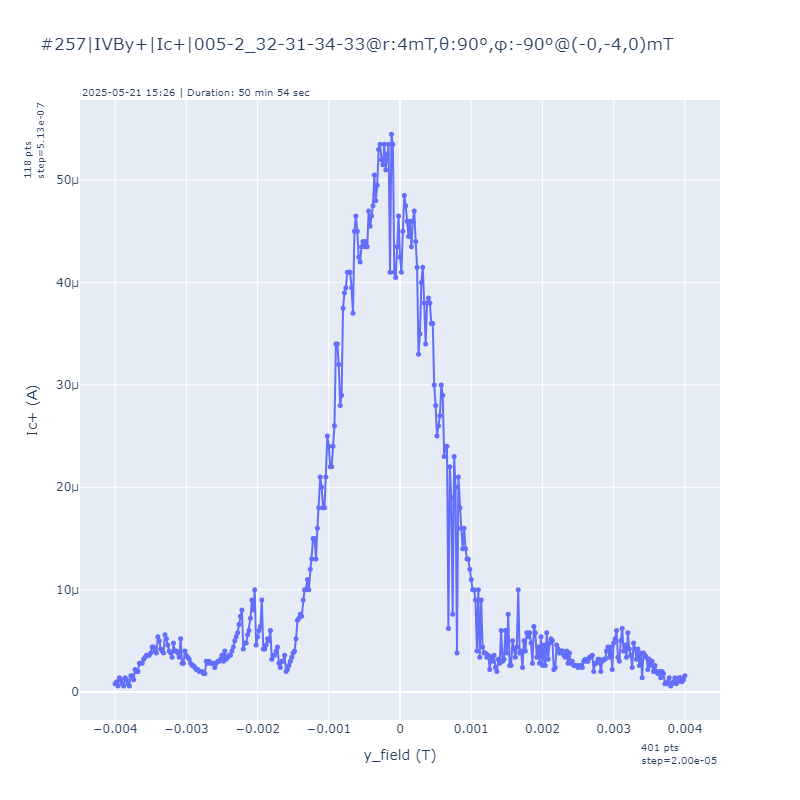 #257|IVBy+|Ic+|005-2_32-31-34-33@r:4mT,θ:90°,φ:-90°@(-0,-4,0)mT
2025-05-21 15:26 | Duration: 50 min 54 sec
118 pts
step=5.13e-07
50μ
40μ
30μ
20μ
10μ
0
Ic+ (A)
−0.004
−0.003
−0.002
−0.001
0
0.001
0.002
0.003
0.004
y_field (T)
401 pts
step=2.00e-05